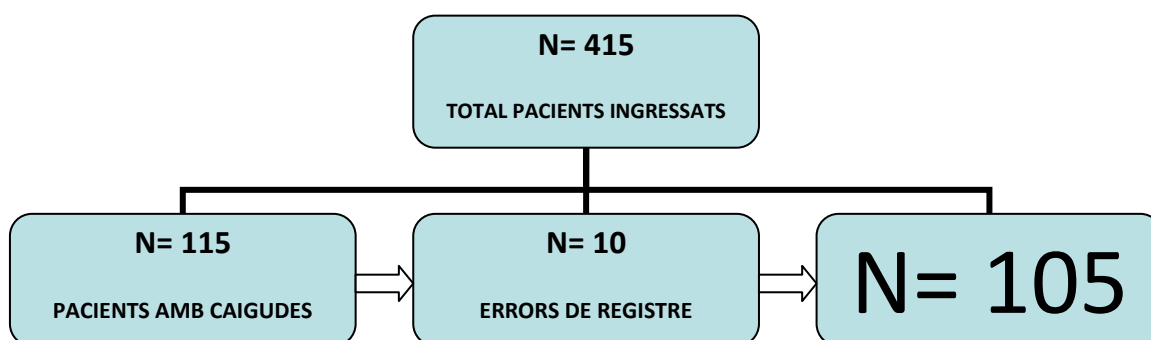 N= 415
TOTAL PACIENTS INGRESSATS
N= 115
PACIENTS AMB CAIGUDES
N= 10
ERRORS DE REGISTRE
N= 105